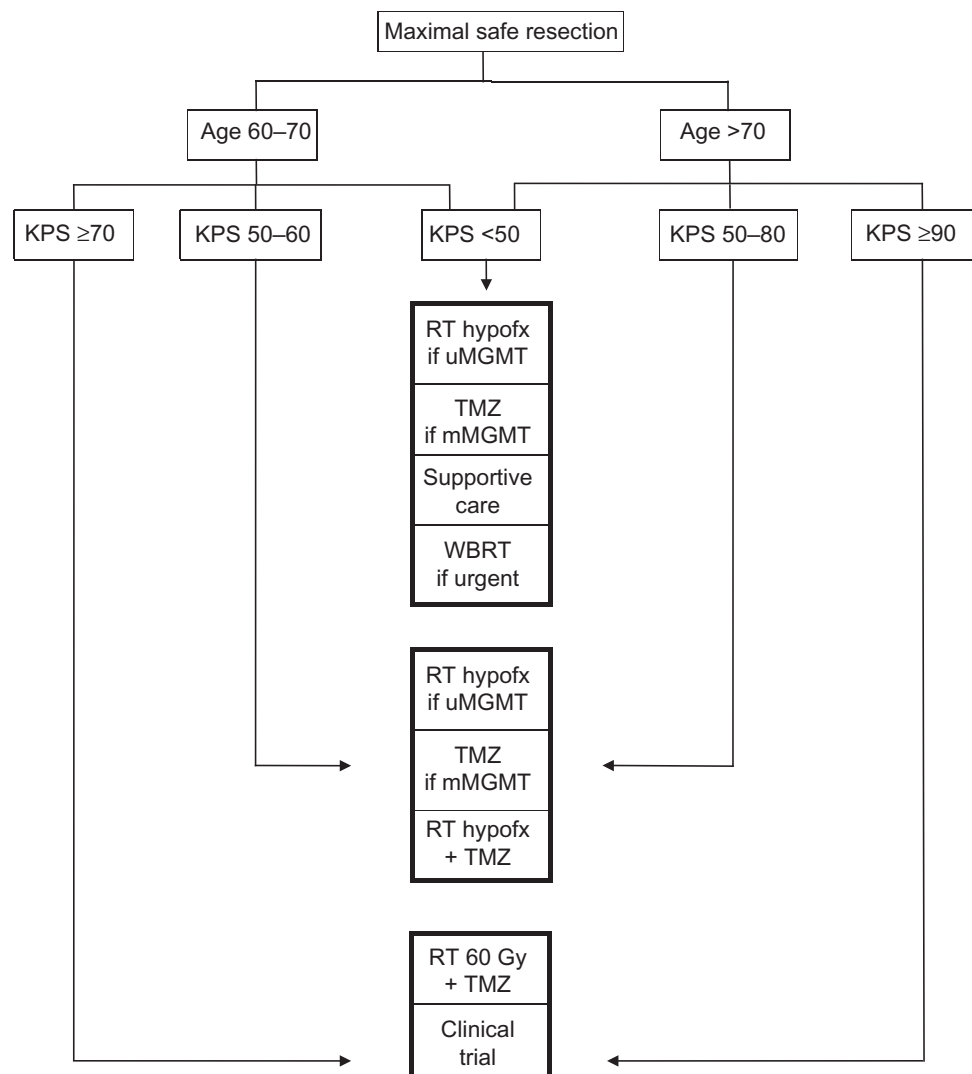 Maximal safe resection
Age 60–70
Age >70
KPS ≥70
KPS 50–60
KPS <50
KPS 50–80
KPS ≥90
RT hypofx
if uMGMT
TMZ
if mMGMT
Supportive
care
WBRT
if urgent
RT hypofx
if uMGMT
TMZ
if mMGMT
RT hypofx
+ TMZ
RT 60 Gy
+ TMZ
Clinical
trial